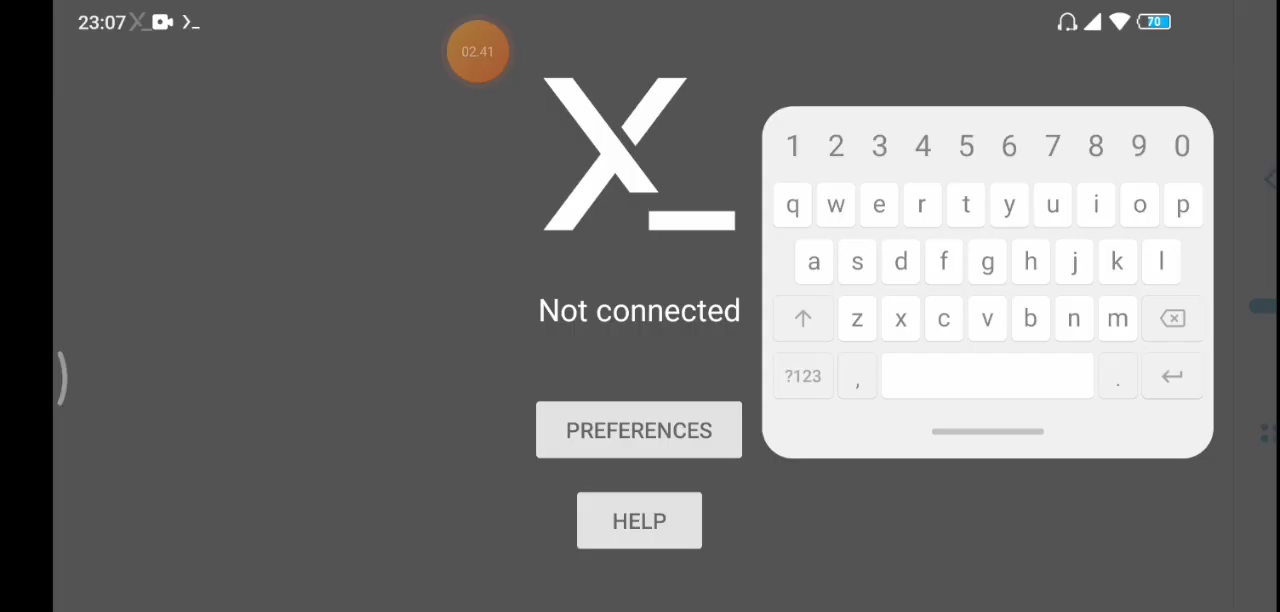 23:07
70
02.41
X_
Not connected
PREFERENCES
HELP
1 2 3 4 5 6 7 8 9 0
q w e r t y u i o p
a s d f g h j k l
z x c v b n m
?123 , .